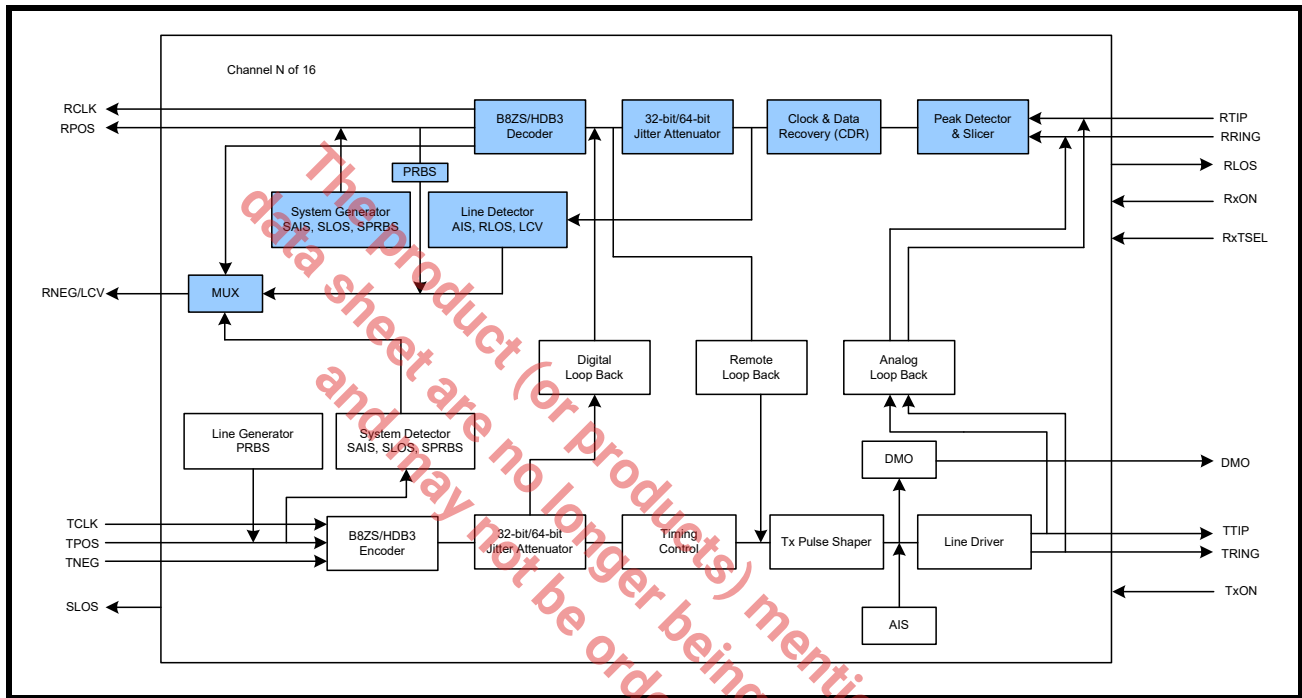 Channel N of 16
RCLK
RPOS
B8ZS/HDB3
Decoder
32-bit/64-bit
Jitter Attenuator
Clock & Data
Recovery (CDR)
Peak Detector
& Slicer
RTIP
RRING
RLOS
RxON
RxTSEL
PRBS
System Generator
SAIS, SLOS, SPRBS
Line Detector
AIS, RLOS, LCV
RNEG/LCV
MUX
Digital
Loop Back
Remote
Loop Back
Analog
Loop Back
Line Generator
PRBS
System Detector
SAIS, SLOS, SPRBS
DMO
DMO
TCLK
TPOS
TNEG
B8ZS/HDB3
Encoder
32-bit/64-bit
Jitter Attenuator
Timing
Control
Tx Pulse Shaper
Line Driver
TTIP
TRING
TxON
SLOS
AIS
The product (or products) menti
data sheet are no longer being
and may not be orde